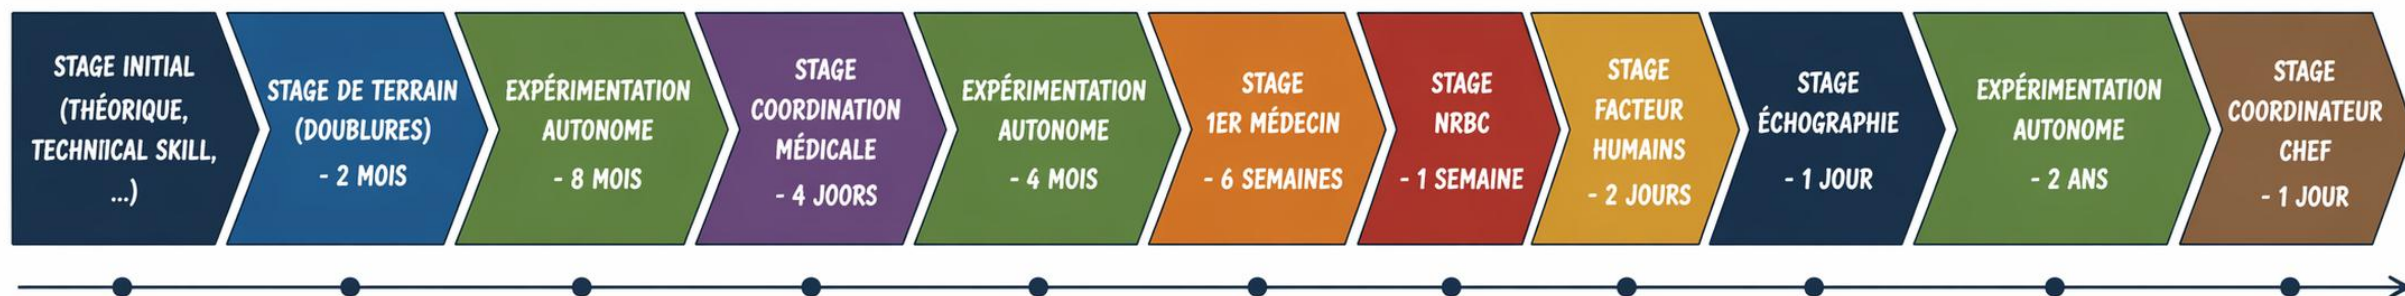 STAGE INITIAL
(THÉORIQUE,
TECHNIICAL SKILL,
...)
STAGE DE TERRAIN
(DOUBLURES)
- 2 MOIS
EXPÉRIMENTATION
AUTONOME
- 8 MOIS
STAGE
COORDINATION
MÉDICALE
- 4 JOORS
EXPÉRIMENTATION
AUTONOME
- 4 MOIS
STAGE
1ER MÉDECIN
- 6 SEMAINES
STAGE
NRBC
- 1 SEMAINE
STAGE
FACTEUR
HUMAINS
- 2 JOURS
STAGE
ÉCHOGRAPHIE
- 1 JOUR
EXPÉRIMENTATION
AUTONOME
- 2 ANS
STAGE
COORDINATEUR
CHEF
- 1 JOUR